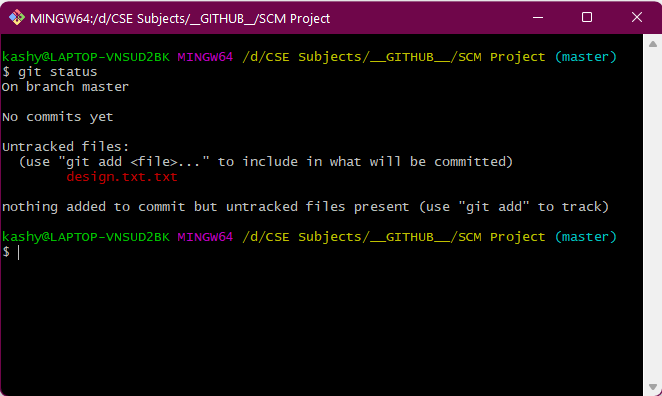 MINGW64:/d/CSE Subjects/__GITHUB__/SCM Project
kashy@LAPTOP-VNSUD2BK MINGW64 /d/CSE Subjects/__GITHUB__/SCM Project (master)
$ git status
On branch master
No commits yet
Untracked files:
  (use "git add <file>..." to include in what will be committed)
        design.txt.txt
nothing added to commit but untracked files present (use "git add" to track)
kashy@LAPTOP-VNSUD2BK MINGW64 /d/CSE Subjects/__GITHUB__/SCM Project (master)
$